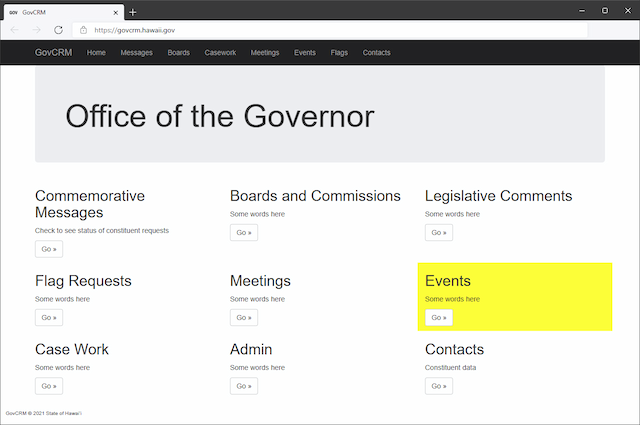 GOV GovCRM
https://govcrm.hawaii.gov
GovCRM Home Messages Boards Casework Meetings Events Flags Contacts
Office of the Governor
Commemorative
Messages
Check to see status of constituent requests
Go »
Boards and Commissions
Some words here
Go »
Legislative Comments
Some words here
Go »
Flag Requests
Some words here
Go »
Meetings
Some words here
Go »
Events
Some words here
Go »
Case Work
Some words here
Go »
Admin
Some words here
Go »
Contacts
Constituent data
Go »
GovCRM © 2021 State of Hawai'i